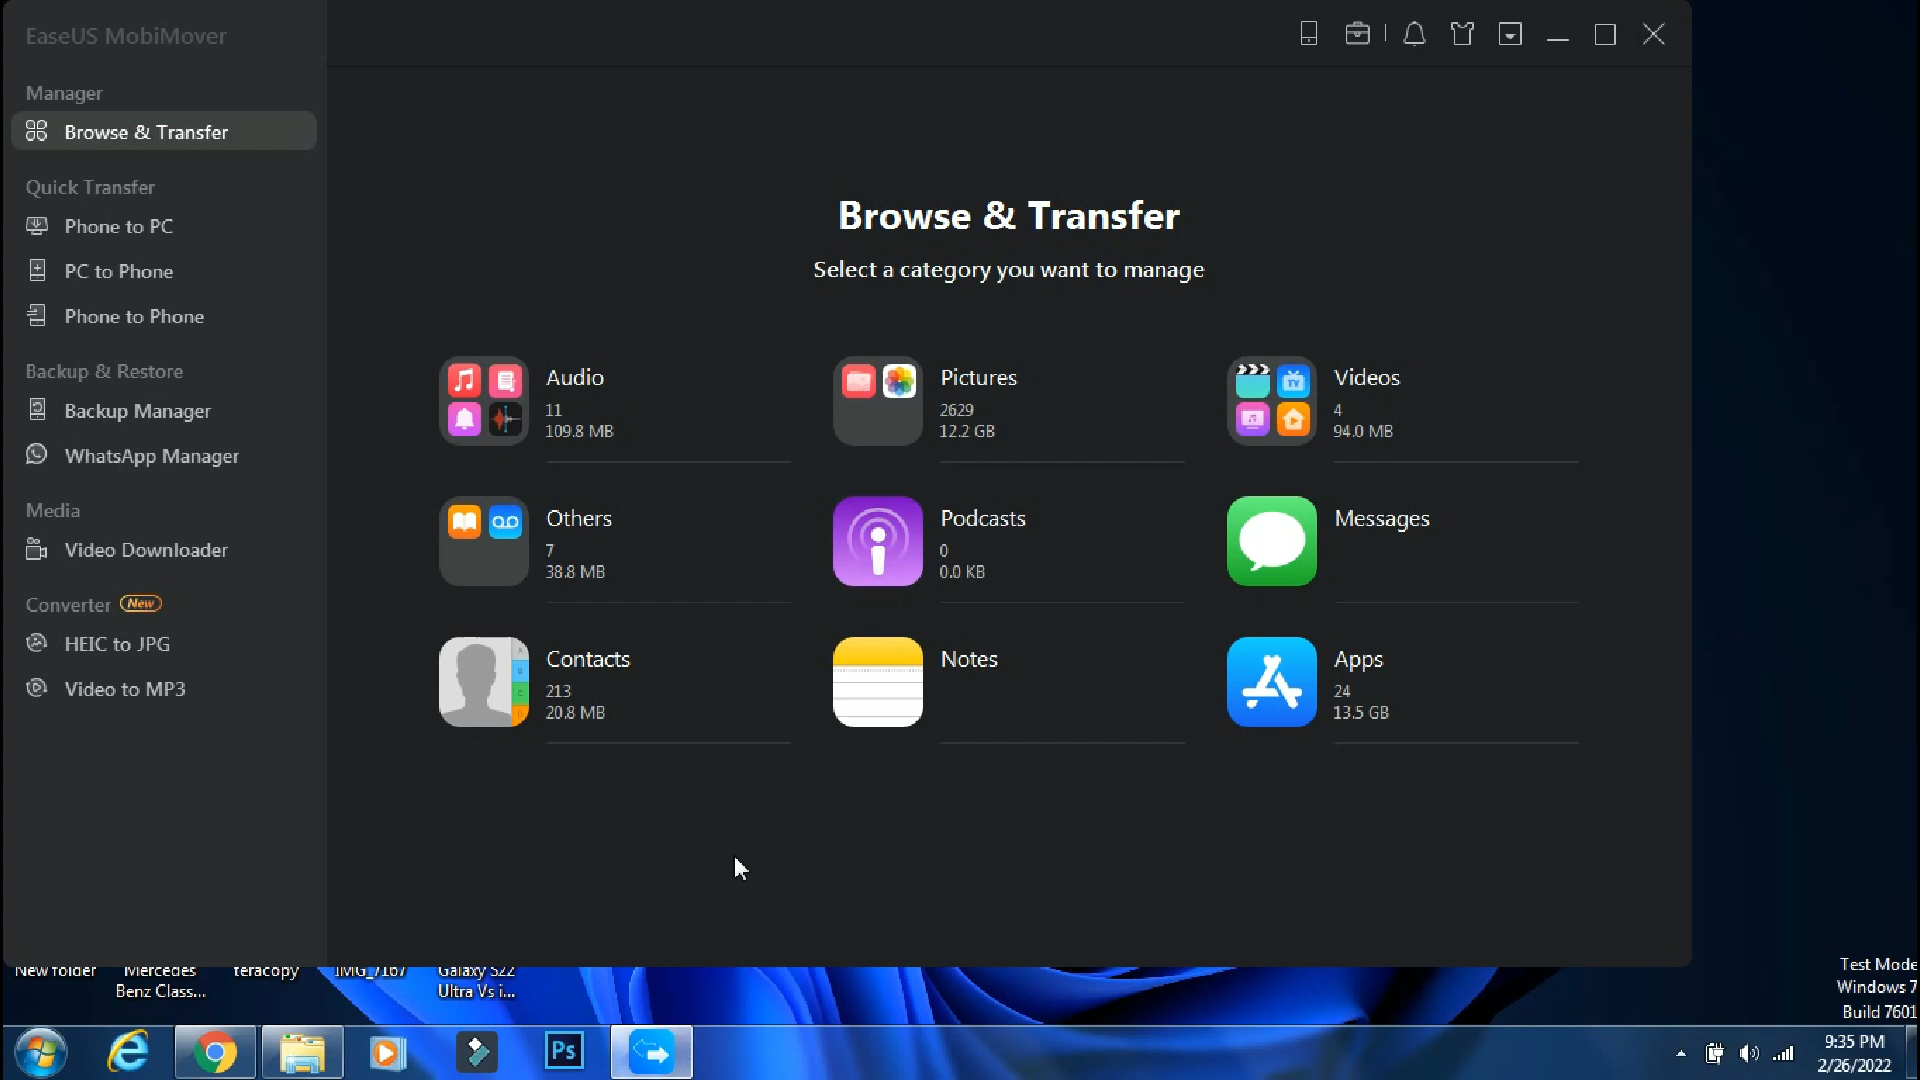 EaseUS MobiMover
Manager
Browse & Transfer
Quick Transfer
Phone to PC
PC to Phone
Phone to Phone
Backup & Restore
Backup Manager
WhatsApp Manager
Media
Video Downloader
Converter New
HEIC to JPG
Video to MP3
Browse & Transfer
Select a category you want to manage
Audio
11
109.8 MB
Pictures
2629
12.2 GB
Videos
4
94.0 MB
Others
7
38.8 MB
Podcasts
0
0.0 KB
Messages
Contacts
213
20.8 MB
Notes
Apps
24
13.5 GB
New folder
Mercedes
Benz Class...
teracopy
IMG_7167
Galaxy S22
Ultra Vs i...
Test Mode
Windows 7
Build 7601
Ps
9:35 PM
2/26/2022